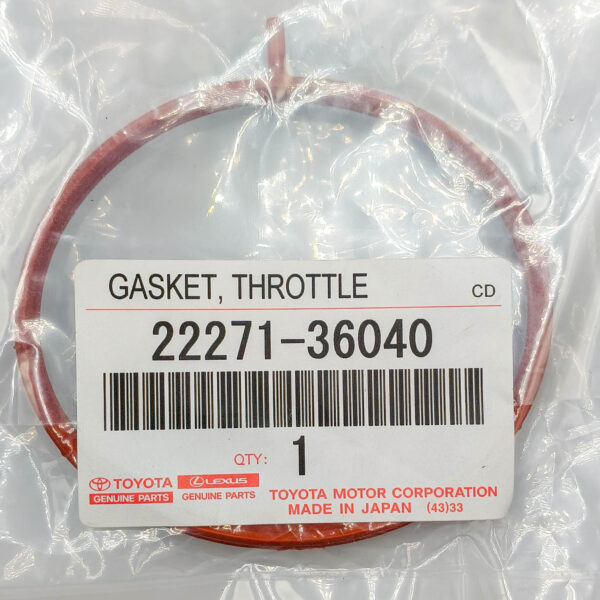 GASKET, THROTTLE CD
22271-36040
QTY: 1
TOYOTA LEXUS
GENUINE PARTS GENUINE PARTS TOYOTA MOTOR CORPORATION
MADE IN JAPAN (43)33